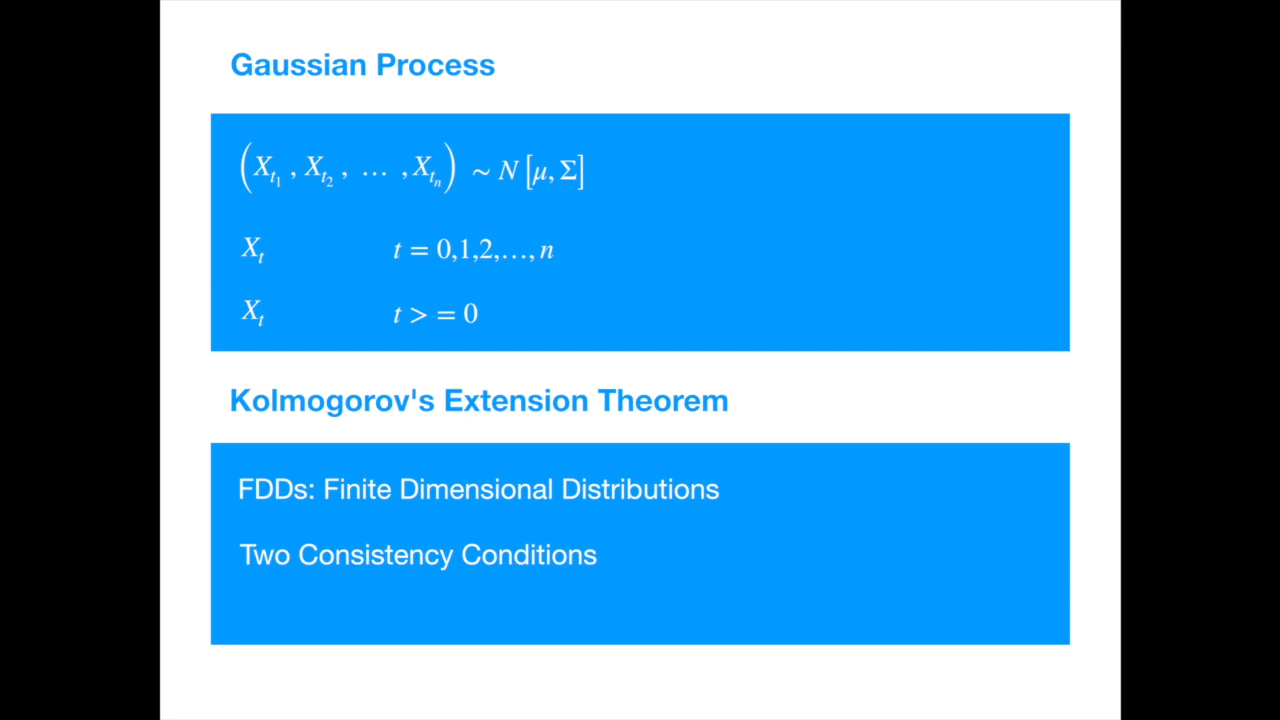 Gaussian Process
(X_{t_1} , X_{t_2} , … , X_{t_n}) ∼ N [μ, Σ]
X_t t = 0,1,2,…, n
X_t t > = 0
Kolmogorov's Extension Theorem
FDDs: Finite Dimensional Distributions
Two Consistency Conditions